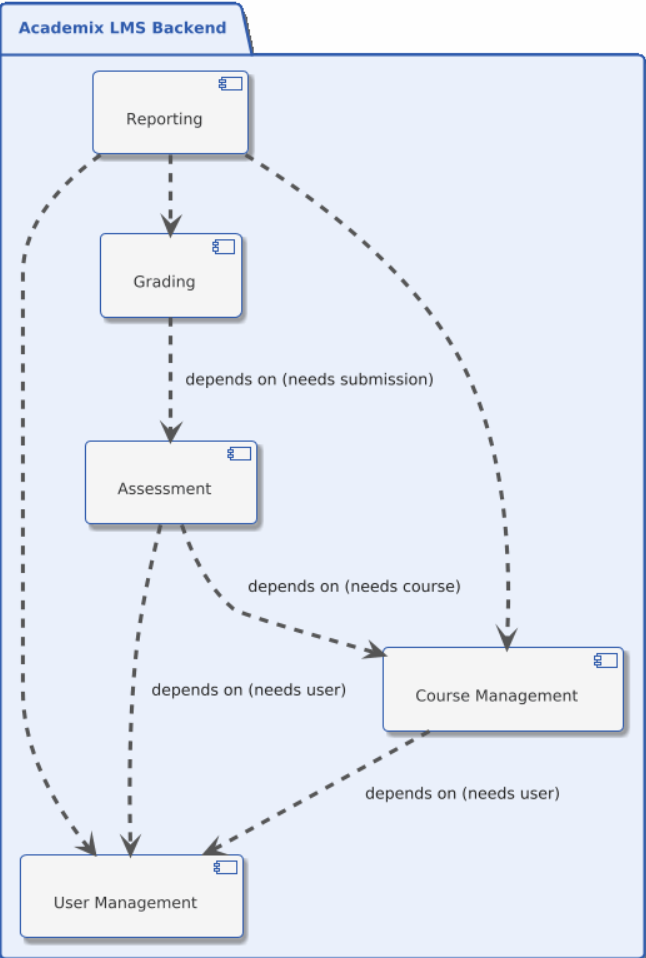 Academix LMS Backend
Reporting
Grading
depends on (needs submission)
Assessment
depends on (needs course)
depends on (needs user)
Course Management
depends on (needs user)
User Management